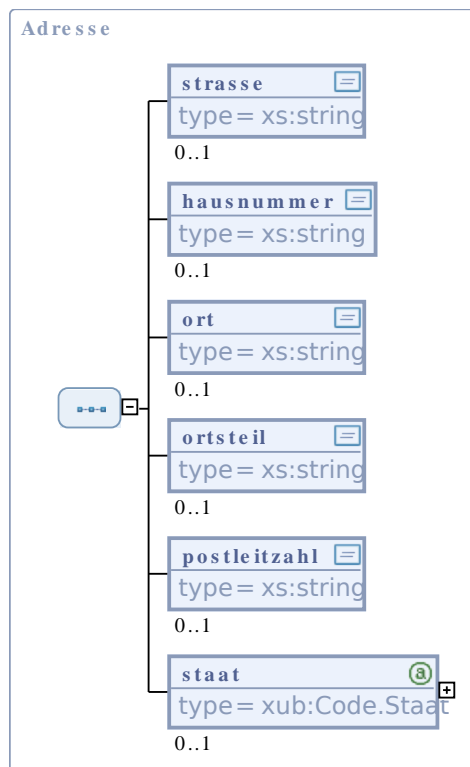 Adresse
strasse
type= xs:string
0..1
hausnummer
type= xs:string
0..1
ort
type= xs:string
0..1
ortsteil
type= xs:string
0..1
postleitzahl
type= xs:string
0..1
staat
a
type= xub:Code.Staat
0..1